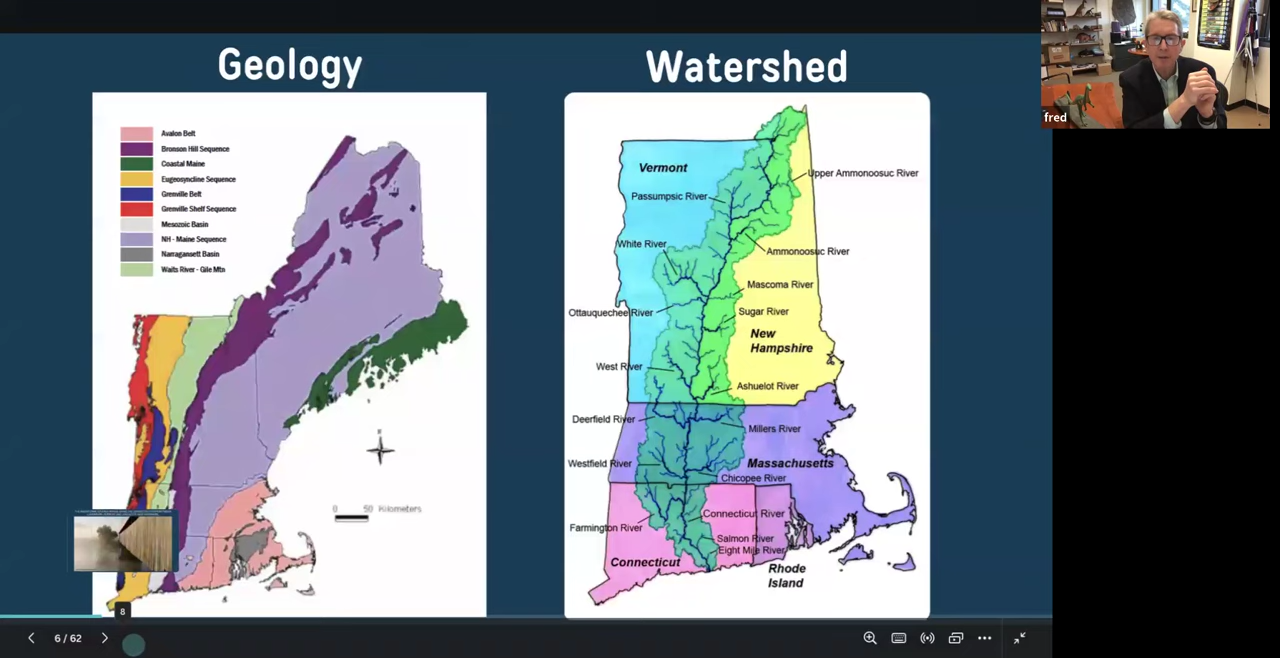 Geology
Avalon Belt
Bronson Hill Sequence
Coastal Maine
Eugeosyncline Sequence
Grenville Belt
Grenville Shelf Sequence
Mesozoic Basin
NH - Maine Sequence
Narragansett Basin
Waits River - Gile Mtn
0 50 Kilometers
Watershed
Vermont
Upper Ammonoosuc River
Passumpsic River
White River
Ammonoosuc River
Mascoma River
Ottauquechee River
Sugar River
New
Hampshire
West River
Ashuelot River
Deerfield River
Millers River
Westfield River
Massachusetts
Chicopee River
Connecticut River
Farmington River
Salmon River
Eight Mile River
Connecticut
Rhode
Island
fred
8
6 / 62